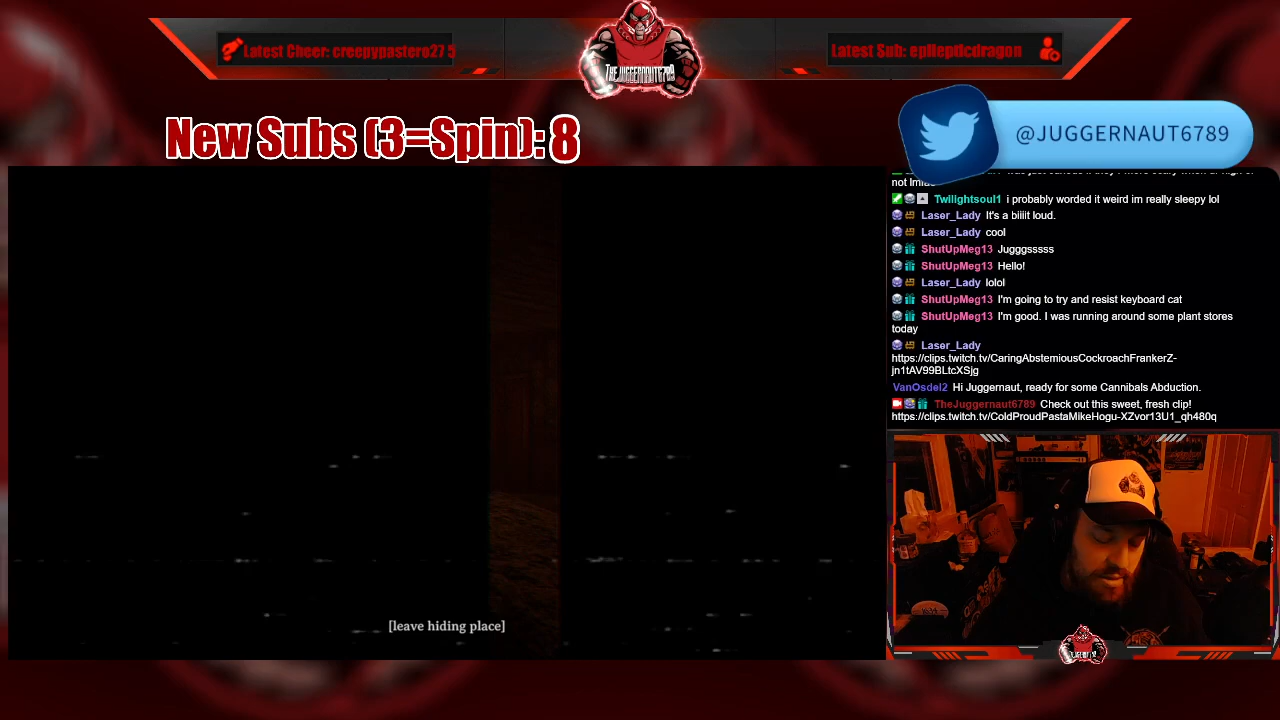 Latest Cheer: creepypastero27 5
THEJUGGERNAUT6789
Latest Sub: epilepticdragon
New Subs (3=Spin): 8
@JUGGERNAUT6789
not lmao
Twilightsoul1 i probably worded it weird im really sleepy lol
Laser_Lady It's a biiiit loud.
Laser_Lady cool
ShutUpMeg13 Jugggsssss
ShutUpMeg13 Hello!
Laser_Lady lolol
ShutUpMeg13 I'm going to try and resist keyboard cat
ShutUpMeg13 I'm good. I was running around some plant stores
today
Laser_Lady
https://clips.twitch.tv/CaringAbstemiousCockroachFrankerZ-
jn1tAV99BLtcXSjg
VanOsdel2 Hi Juggernaut, ready for some Cannibals Abduction.
TheJuggernaut6789 Check out this sweet, fresh clip!
https://clips.twitch.tv/ColdProudPastaMikeHogu-XZvor13U1_qh480q
[leave hiding place]